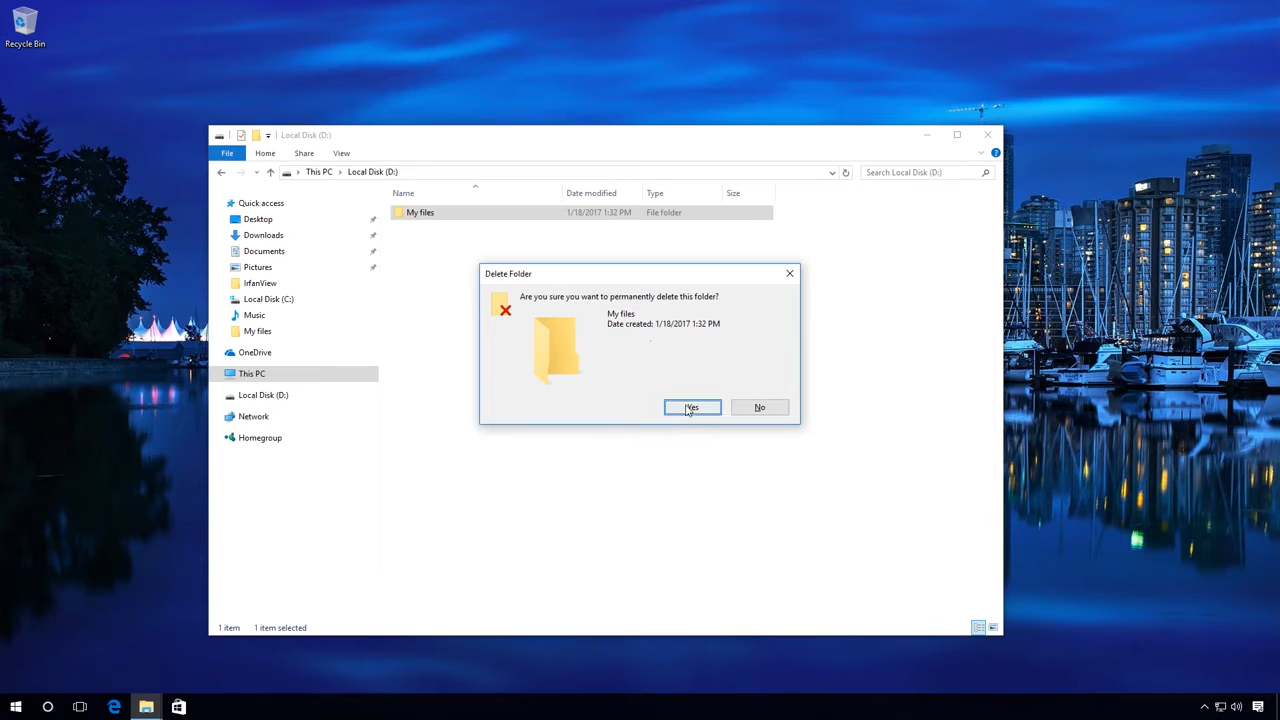 Recycle Bin
Local Disk (D:)
File Home Share View
This PC Local Disk (D:) Search Local Disk (D:)
Name Date modified Type Size
My files 1/18/2017 1:32 PM File folder
Quick access
Desktop
Downloads
Documents
Pictures
IrfanView
Local Disk (C:)
Music
My files
OneDrive
This PC
Local Disk (D:)
Network
Homegroup
Delete Folder
Are you sure you want to permanently delete this folder?
My files
Date created: 1/18/2017 1:32 PM
Yes No
1 item 1 item selected